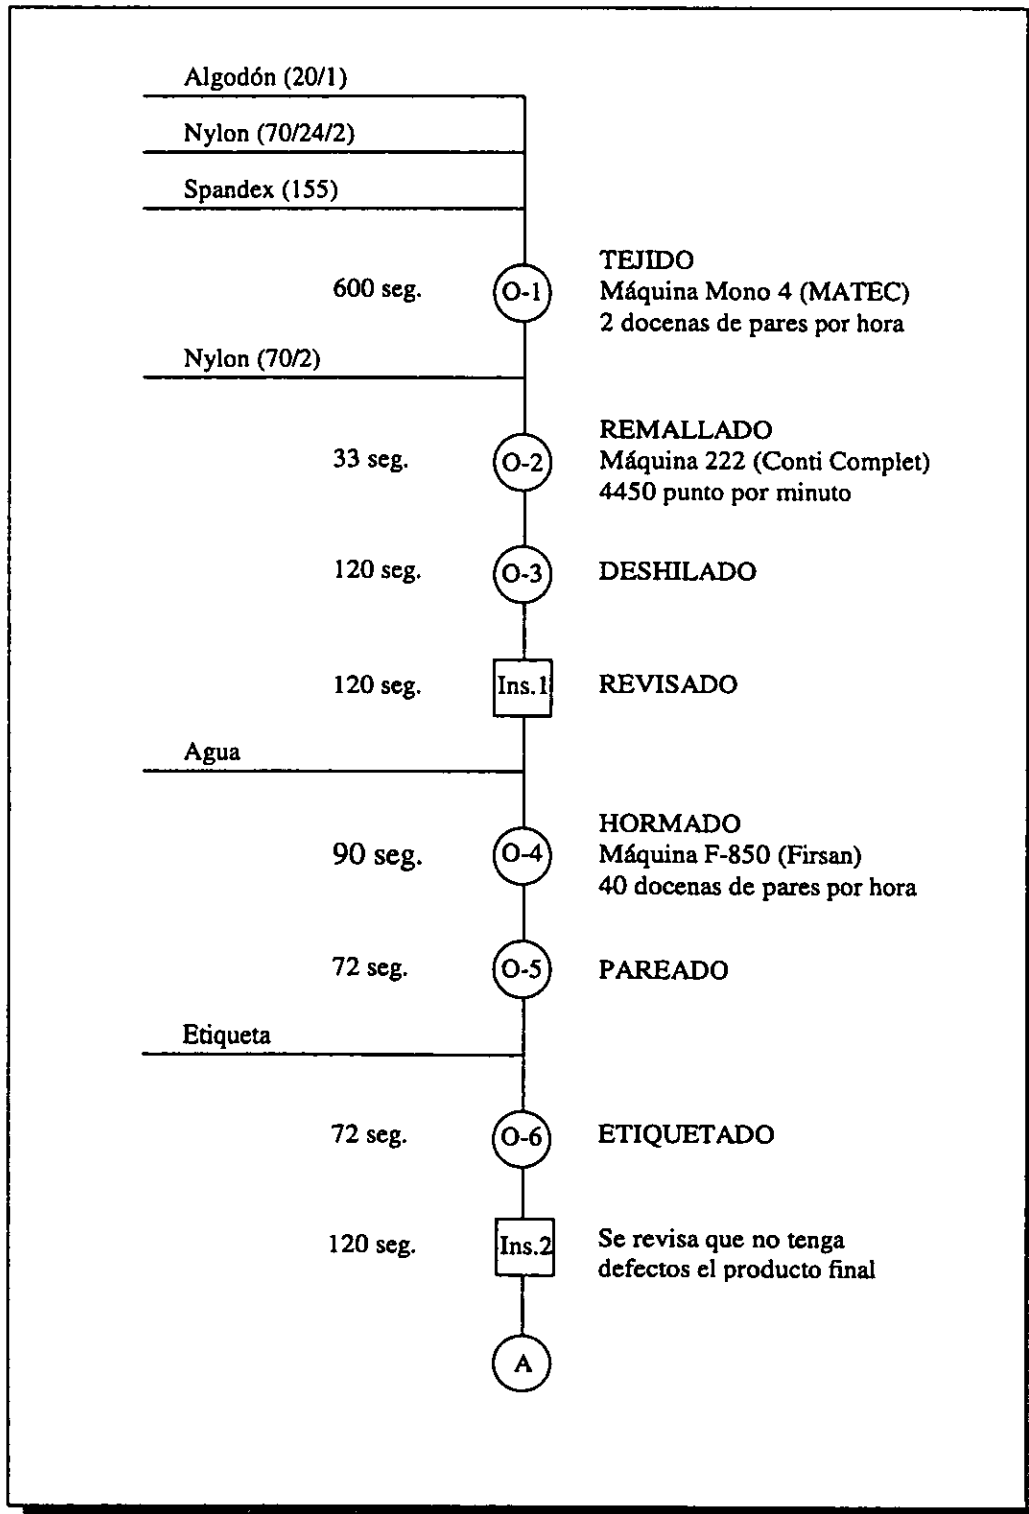 Algodón (20/1)
Nylon (70/24/2)
Spandex (155)
600 seg.
O-1
TEJIDO
Máquina Mono 4 (MATEC)
2 docenas de pares por hora
Nylon (70/2)
33 seg.
O-2
REMALLADO
Máquina 222 (Conti Complet)
4450 punto por minuto
120 seg.
O-3
DESHILADO
120 seg.
Ins.1
REVISADO
Agua
90 seg.
O-4
HORMADO
Máquina F-850 (Firsan)
40 docenas de pares por hora
72 seg.
O-5
PAREADO
Etiqueta
72 seg.
O-6
ETIQUETADO
120 seg.
Ins.2
Se revisa que no tenga
defectos el producto final
A